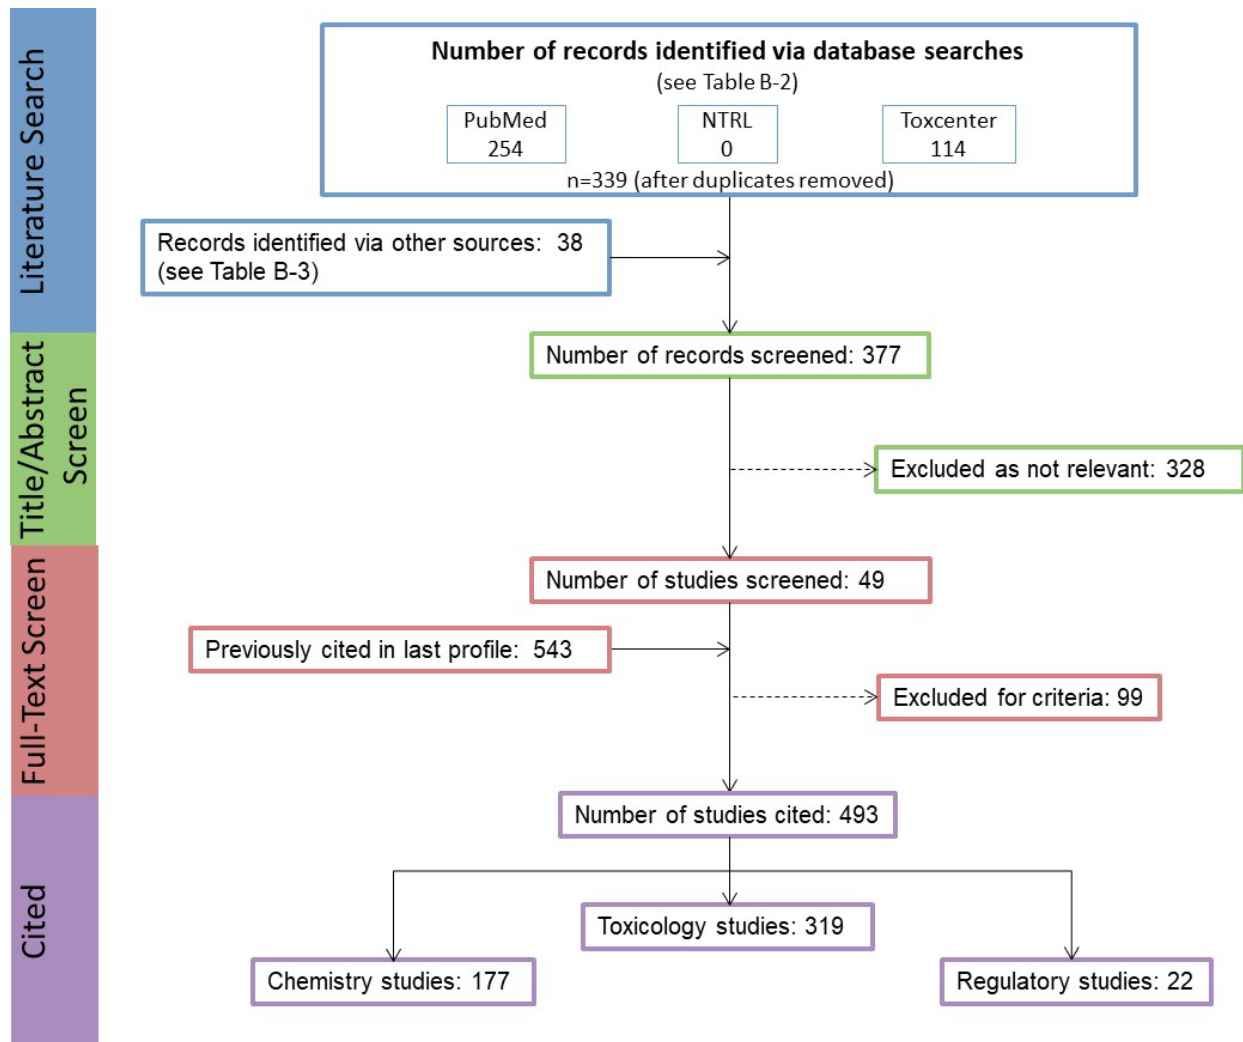 Literature Search
Number of records identified via database searches
(see Table B-2)
PubMed
254
NTRL
0
Toxcenter
114
n=339 (after duplicates removed)
Records identified via other sources: 38
(see Table B-3)
Title/Abstract
Screen
Number of records screened: 377
Excluded as not relevant: 328
Full-Text Screen
Number of studies screened: 49
Previously cited in last profile: 543
Excluded for criteria: 99
Cited
Number of studies cited: 493
Toxicology studies: 319
Chemistry studies: 177
Regulatory studies: 22